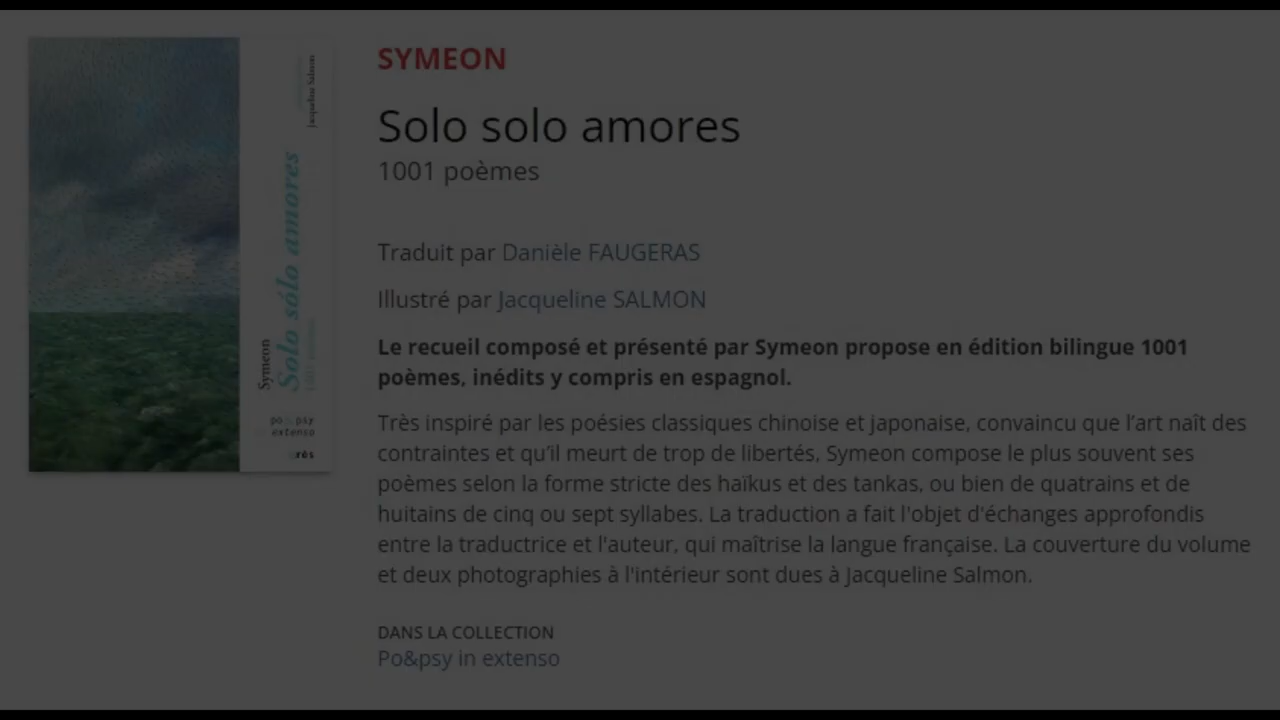 SYMEON
Solo solo amores
1001 poèmes
Traduit par Danièle FAUGERAS
Illustré par Jacqueline SALMON
Le recueil composé et présenté par Symeon propose en édition bilingue 1001
poèmes, inédits y compris en espagnol.
Très inspiré par les poésies classiques chinoise et japonaise, convaincu que l'art naît des
contraintes et qu'il meurt de trop de libertés, Symeon compose le plus souvent ses
poèmes selon la forme stricte des haïkus et des tankas, ou bien de quatrains et de
huitains de cinq ou sept syllabes. La traduction a fait l'objet d'échanges approfondis
entre la traductrice et l'auteur, qui maîtrise la langue française. La couverture du volume
et deux photographies à l'intérieur sont dues à Jacqueline Salmon.
DANS LA COLLECTION
Po&psy in extenso
Jacqueline Salmon
Symeon
Solo sólo amores
po&psy
extenso
érès